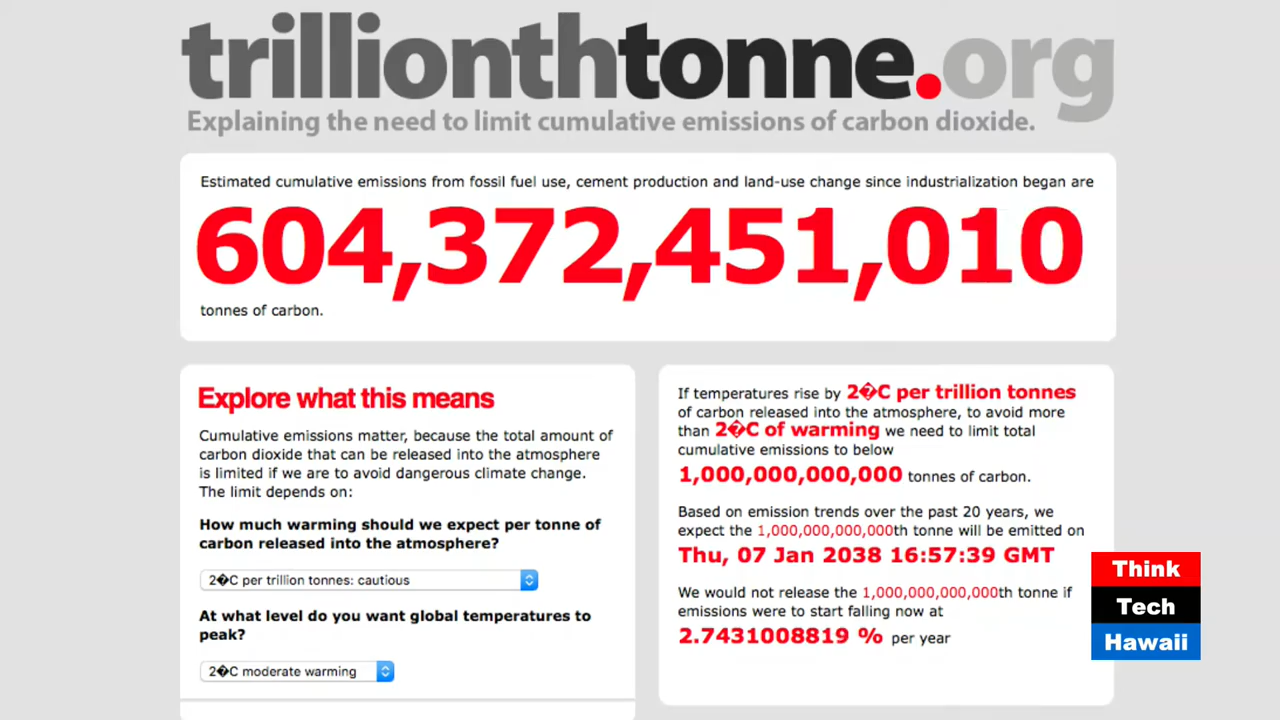 trillionthtonne.org
Explaining the need to limit cumulative emissions of carbon dioxide.
Estimated cumulative emissions from fossil fuel use, cement production and land-use change since industrialization began are
604,372,451,010
tonnes of carbon.
Explore what this means
Cumulative emissions matter, because the total amount of
carbon dioxide that can be released into the atmosphere
is limited if we are to avoid dangerous climate change.
The limit depends on:
How much warming should we expect per tonne of
carbon released into the atmosphere?
2�C per trillion tonnes: cautious
At what level do you want global temperatures to
peak?
2�C moderate warming
If temperatures rise by 2�C per trillion tonnes
of carbon released into the atmosphere, to avoid more
than 2�C of warming we need to limit total
cumulative emissions to below
1,000,000,000,000 tonnes of carbon.
Based on emission trends over the past 20 years, we
expect the 1,000,000,000,000th tonne will be emitted on
Thu, 07 Jan 2038 16:57:39 GMT
We would not release the 1,000,000,000,000th tonne if
emissions were to start falling now at
2.7431008819 % per year
Think
Tech
Hawaii